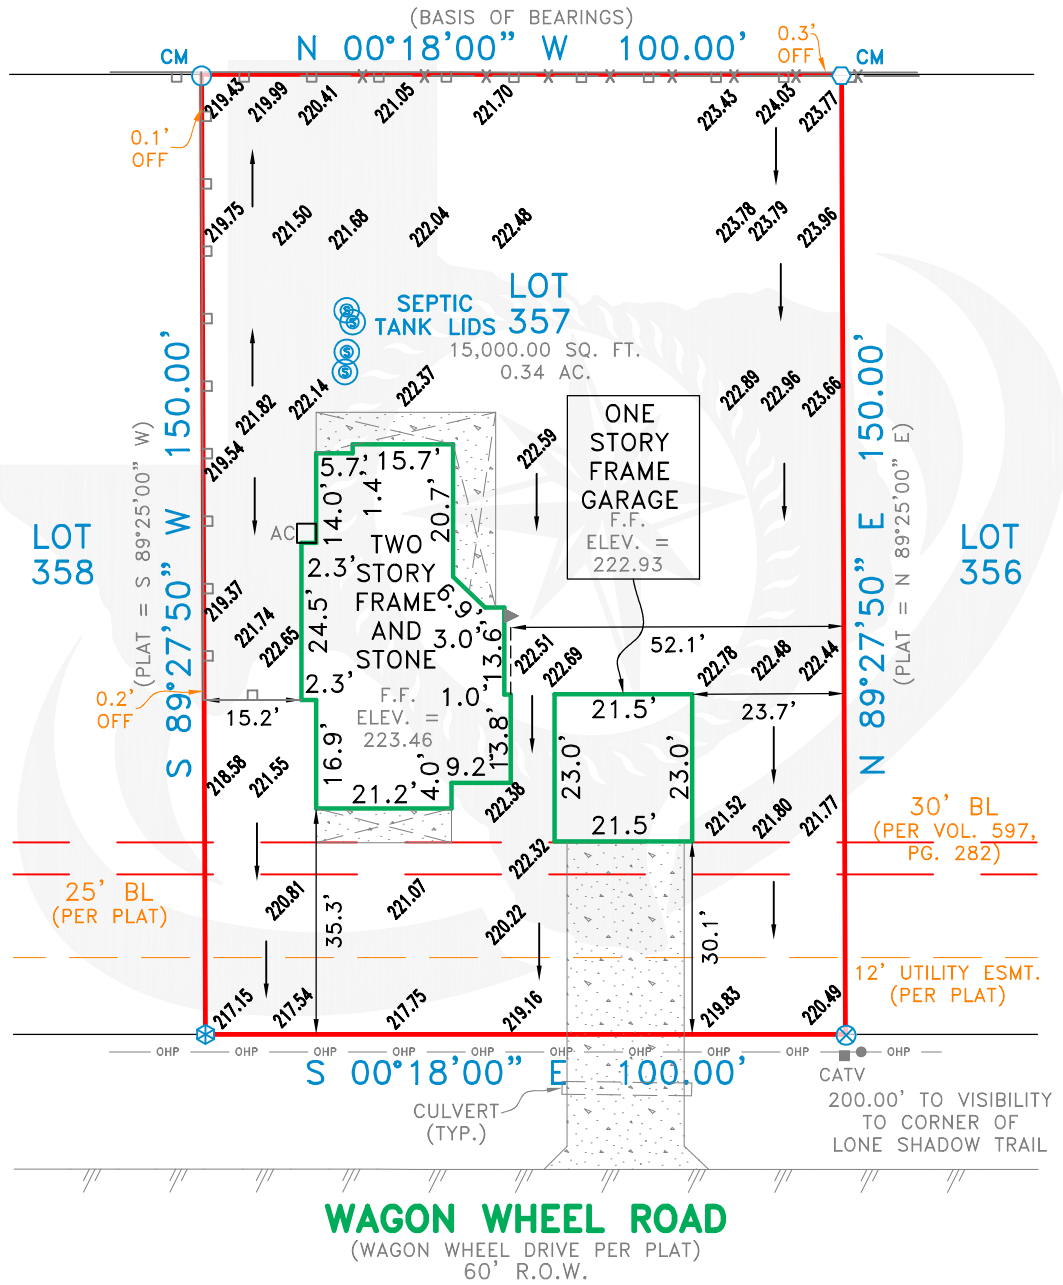 (BASIS OF BEARINGS)
N 00°18'00" W 100.00'
0.3'
OFF
CM
CM
219.43
219.99
220.41
221.05
221.70
223.43
224.03
223.77
0.1'
OFF
219.75
221.50
221.68
222.04
222.48
223.78
223.79
223.96
SEPTIC
TANK LIDS
LOT
357
15,000.00 SQ. FT.
0.34 AC.
S
S
S
S
219.54
221.82
222.14
222.37
222.59
222.89
222.96
223.66
S 89°27'50" W 150.00'
(PLAT = S 89°25'00" W)
N 89°27'50" E 150.00'
(PLAT = N 89°25'00" E)
LOT
358
LOT
356
ONE
STORY
FRAME
GARAGE
F.F.
ELEV. =
222.93
5.7'
15.7'
1.4'
14.0'
20.7'
AC
TWO
STORY
FRAME
AND
STONE
F.F.
ELEV. =
223.46
2.3'
24.5'
6.9'
3.0'
13.6'
2.3'
1.0'
16.9'
13.8'
4.0'
9.2'
21.2'
219.37
221.74
222.65
222.51
222.69
222.78
222.48
222.44
52.1'
0.2'
OFF
15.2'
23.7'
21.5'
23.0'
23.0'
21.5'
218.58
221.55
222.38
221.52
221.80
221.77
222.32
30' BL
(PER VOL. 597,
PG. 282)
25' BL
(PER PLAT)
220.81
221.07
220.22
35.3'
30.1'
12' UTILITY ESMT.
(PER PLAT)
217.15
217.54
217.75
219.16
219.83
220.49
OHP OHP OHP OHP OHP OHP OHP OHP OHP OHP
S 00°18'00" E 100.00'
CATV
CULVERT
(TYP.)
200.00' TO VISIBILITY
TO CORNER OF
LONE SHADOW TRAIL
WAGON WHEEL ROAD
(WAGON WHEEL DRIVE PER PLAT)
60' R.O.W.